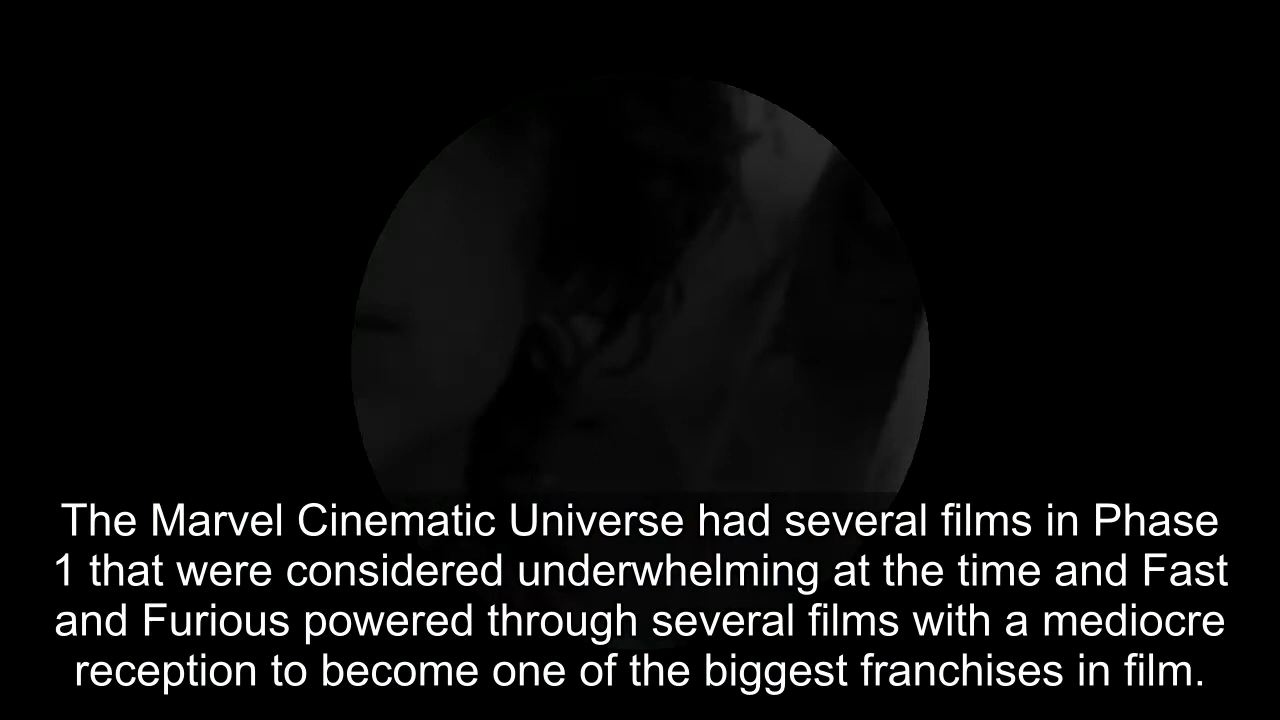 The Marvel Cinematic Universe had several films in Phase
1 that were considered underwhelming at the time and Fast
and Furious powered through several films with a mediocre
reception to become one of the biggest franchises in film.